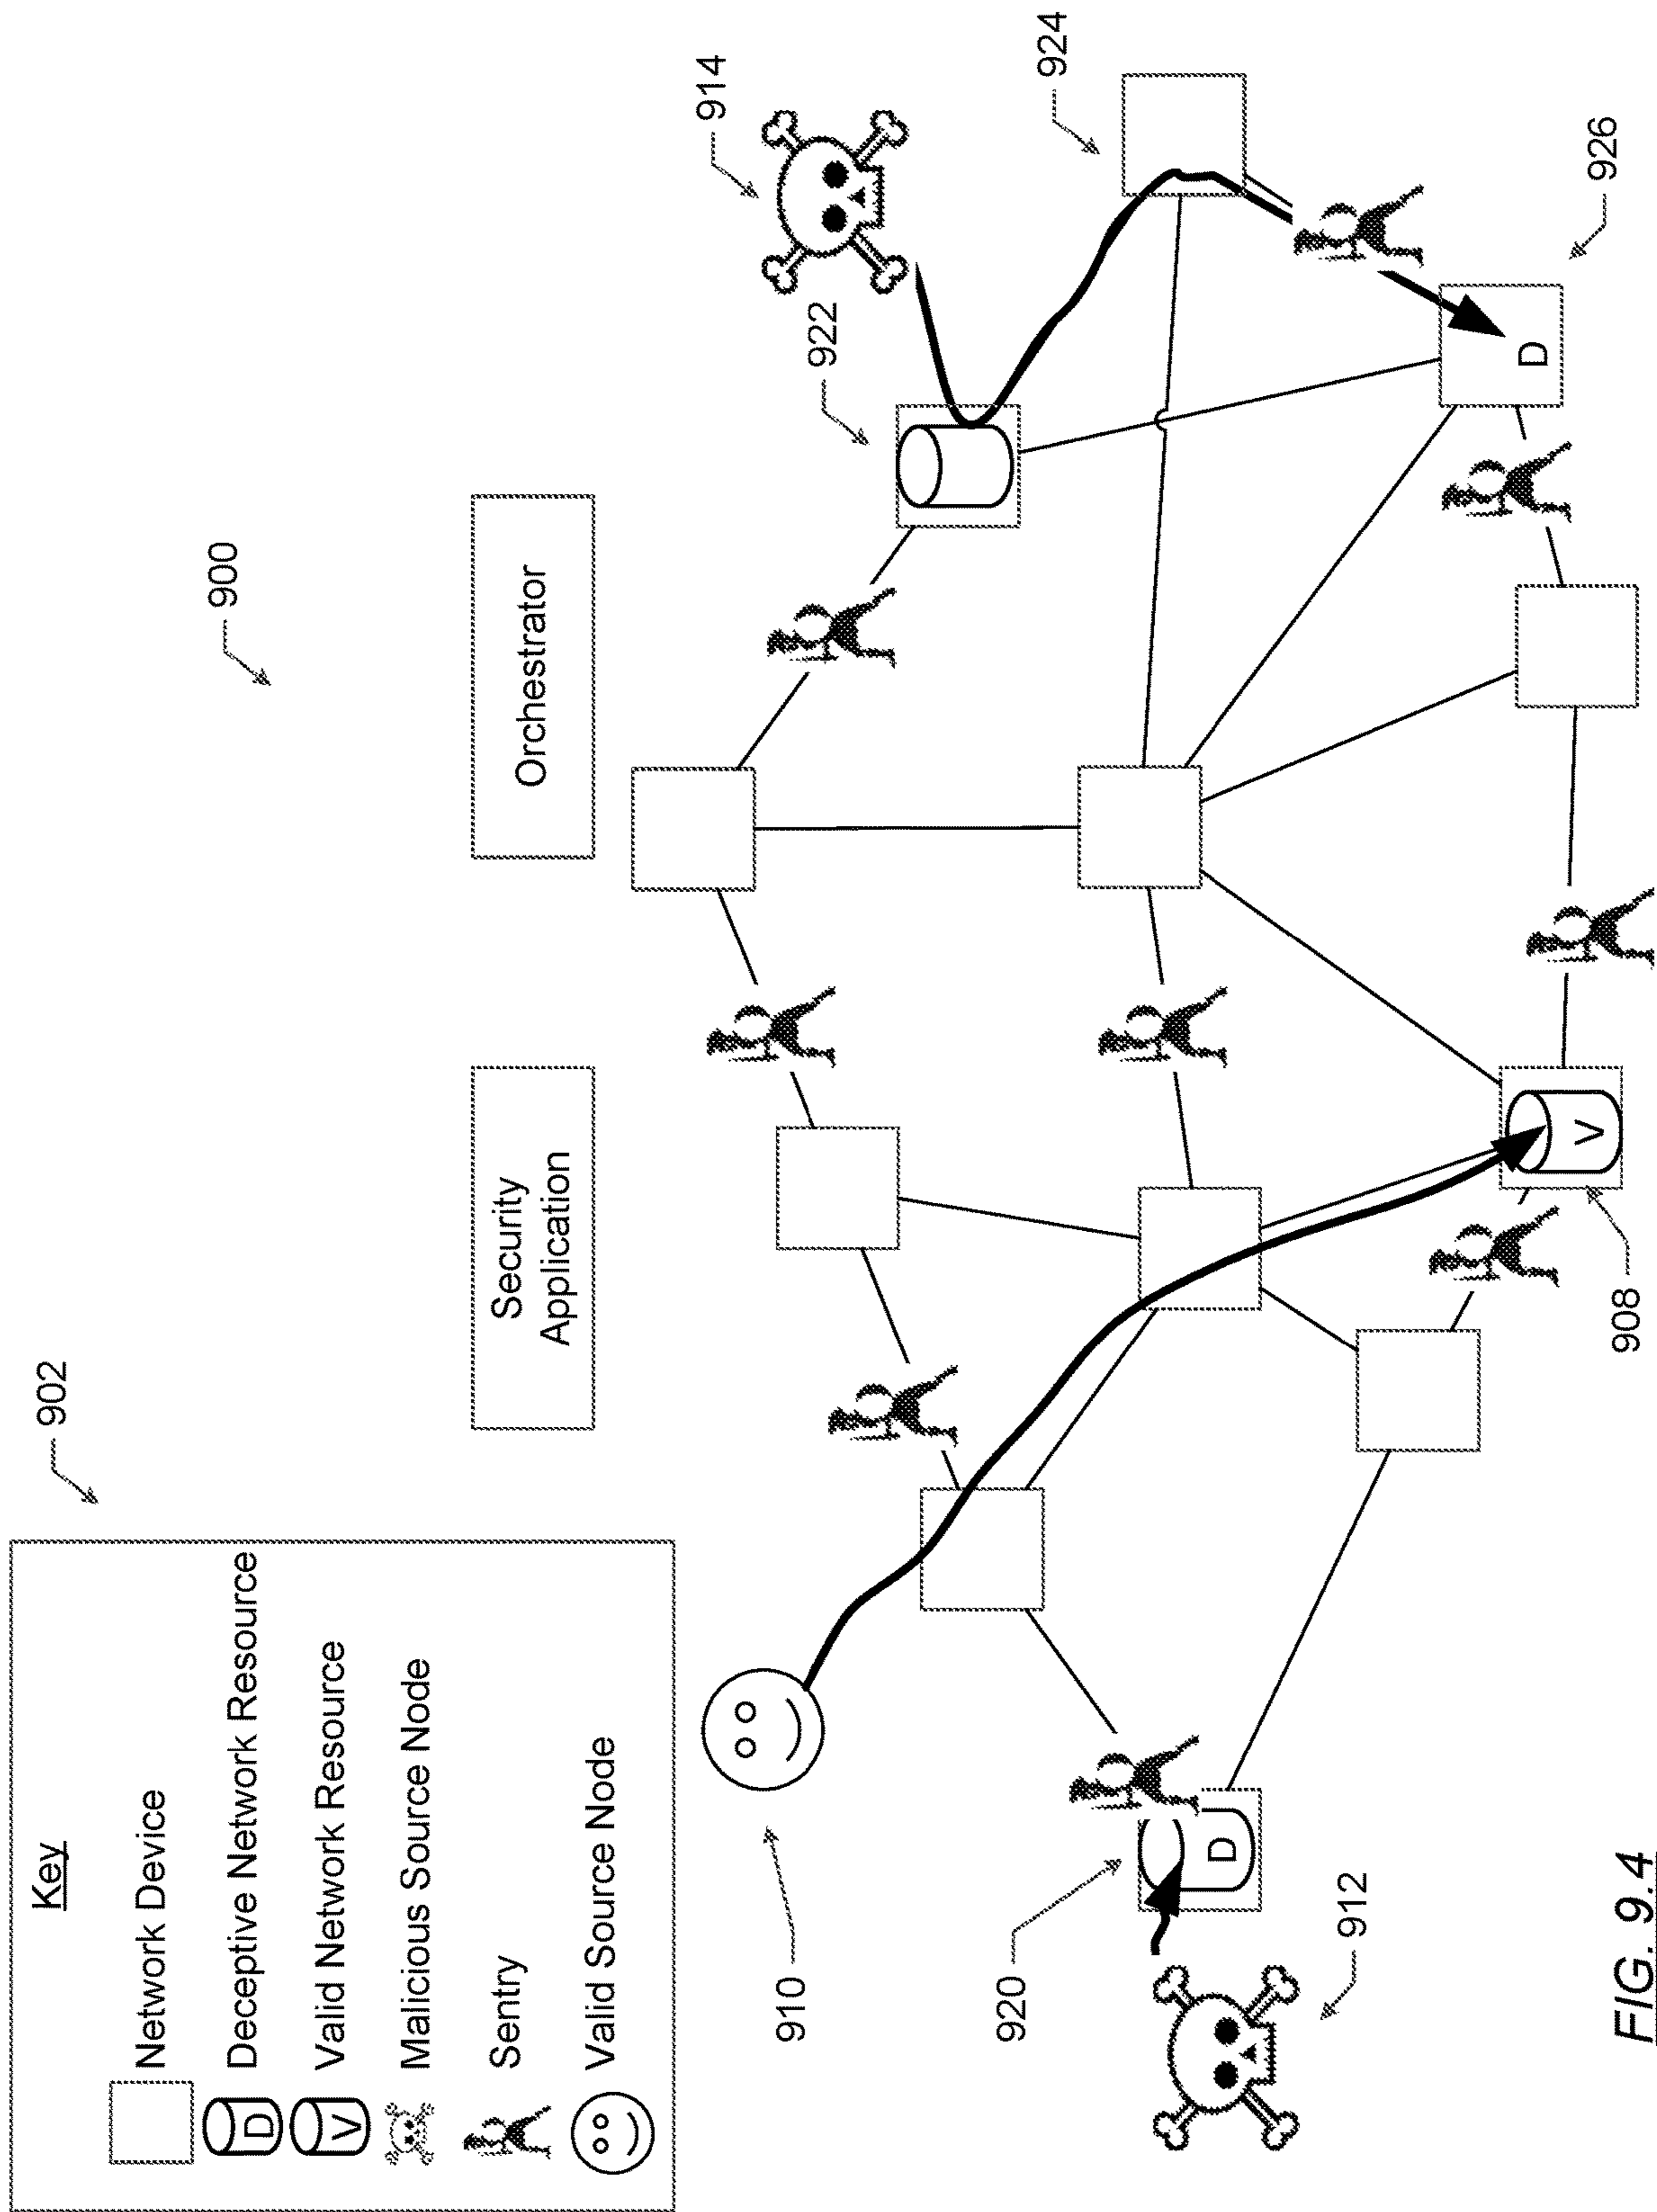 902
900
Key
Network Device
D
Deceptive Network Resource
V
Valid Network Resource
Malicious Source Node
Sentry
Valid Source Node
Security
Application
Orchestrator
914
922
924
910
920
D
912
V
908
D
926
FIG. 9.4